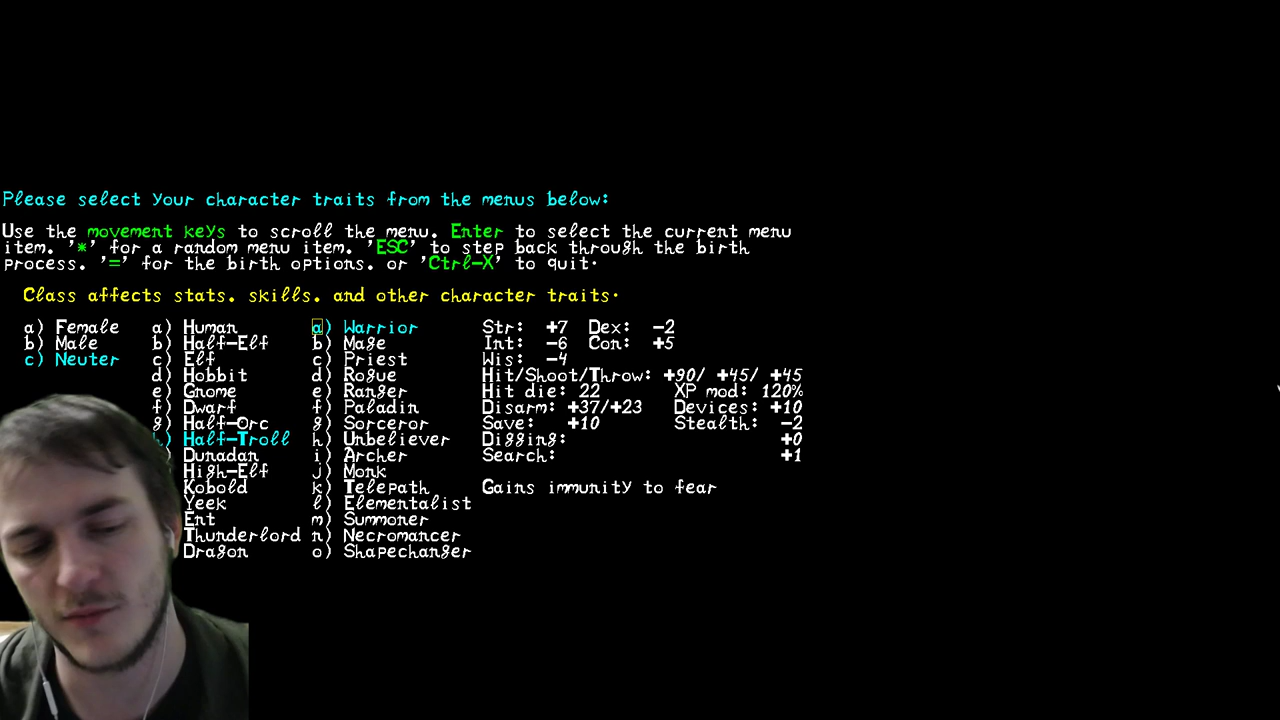 Please select your character traits from the menus below:
Use the movement keys to scroll the menu. Enter to select the current menu
item. '*' for a random menu item. 'ESC' to step back through the birth
process. '=' for the birth options. or 'Ctrl-X' to quit.
Class affects stats. skills. and other character traits.
a) Female a) Human a) Warrior Str: +7 Dex: -2
b) Male b) Half-Elf b) Mage Int: -6 Con: +5
c) Neuter c) Elf c) Priest Wis: -4
d) Hobbit d) Rogue Hit/Shoot/Throw: +90/ +45/ +45
e) Gnome e) Ranger Hit die: 22 XP mod: 120%
f) Dwarf f) Paladin Disarm: +37/+23 Devices: +10
g) Half-Orc g) Sorceror Save: +10 Stealth: -2
h) Half-Troll h) Unbeliever Digging: +0
Dunadan i) Archer Search: +1
High-Elf j) Monk
Kobold k) Telepath Gains immunity to fear
Yeek l) Elementalist
Ent m) Summoner
Thunderlord n) Necromancer
Dragon o) Shapechanger